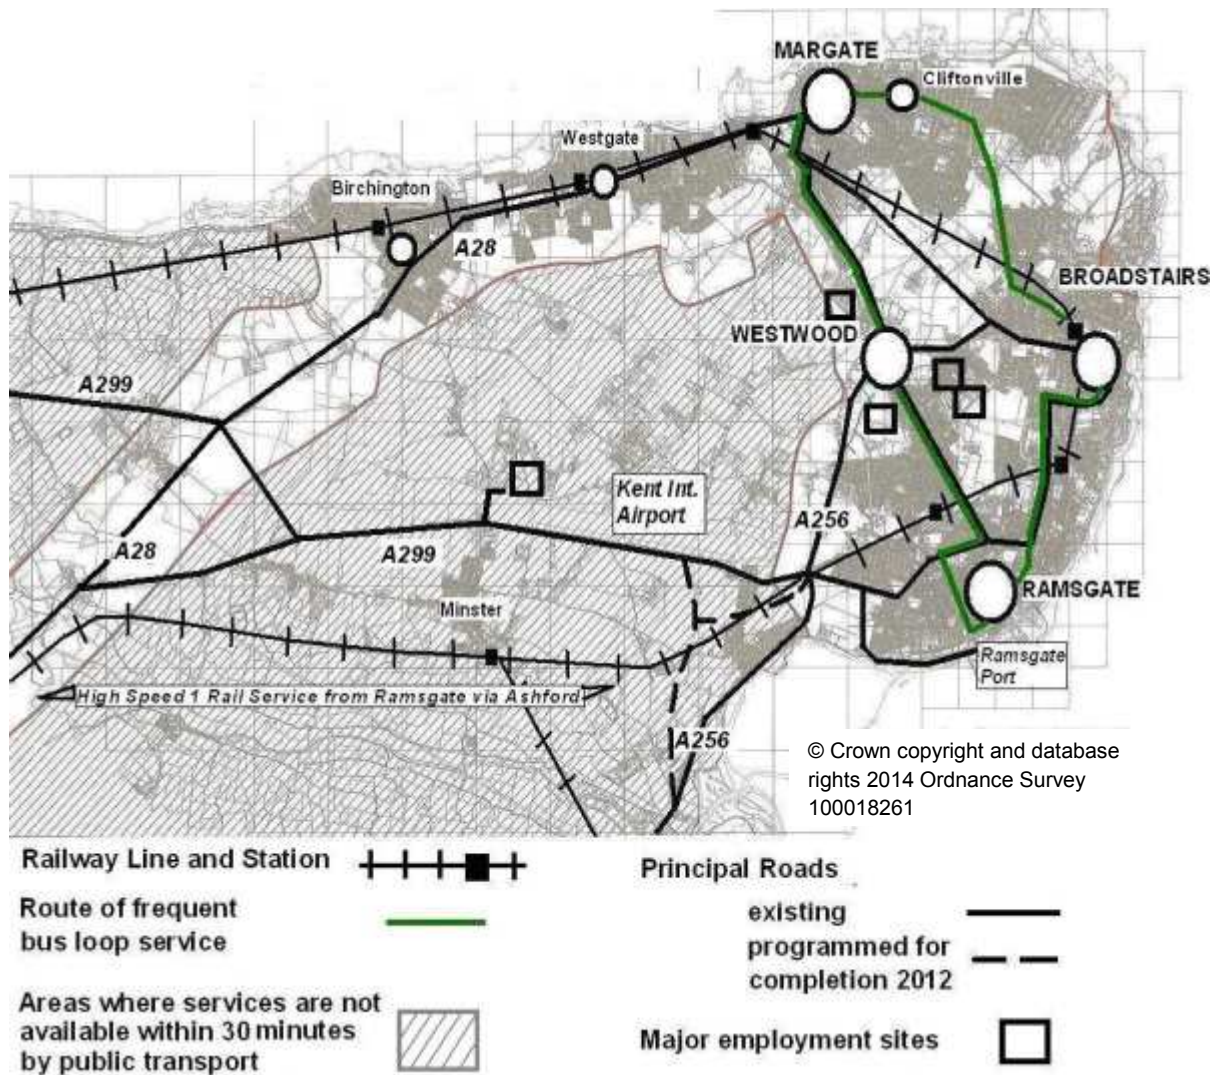 MARGATE
Cliftonville
Westgate
Birchington
A28
BROADSTAIRS
WESTWOOD
A299
Kent Int.
Airport
A256
A28
A299
RAMSGATE
Minster
Ramsgate
Port
High Speed 1 Rail Service from Ramsgate via Ashford
A256
© Crown copyright and database
rights 2014 Ordnance Survey
100018261
Railway Line and Station
Route of frequent
bus loop service
Areas where services are not
available within 30 minutes
by public transport
Principal Roads
existing
programmed for
completion 2012
Major employment sites